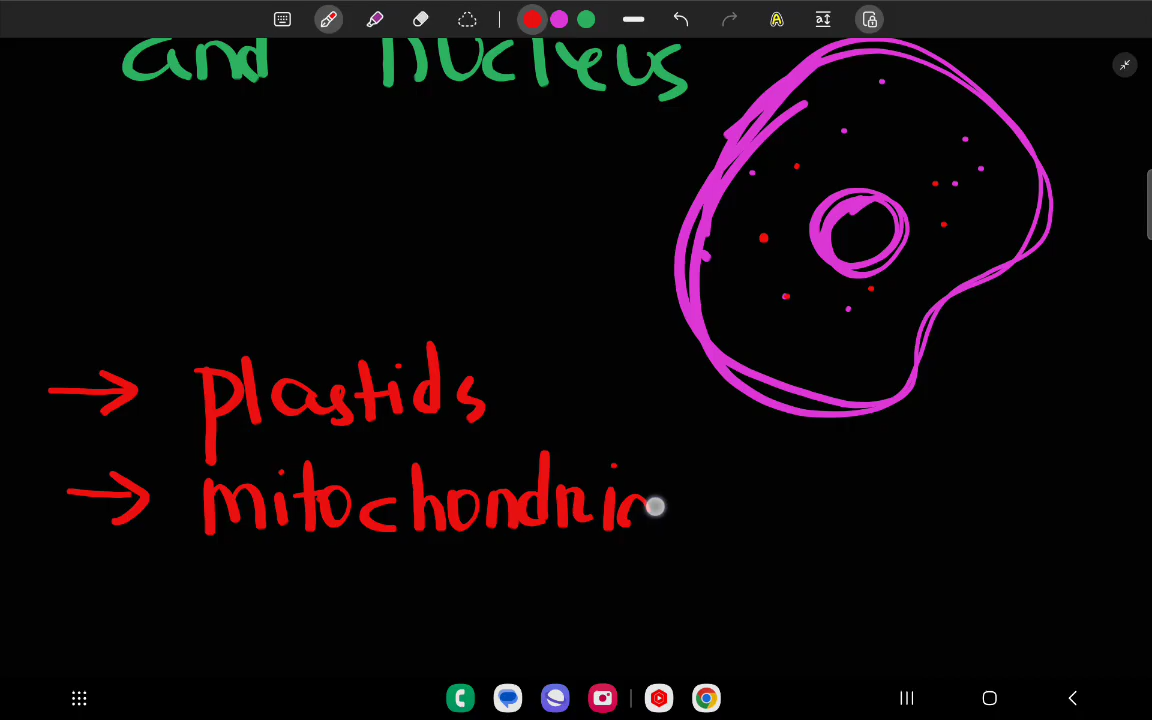 and nucleus
→ plastids
→ mitochondria